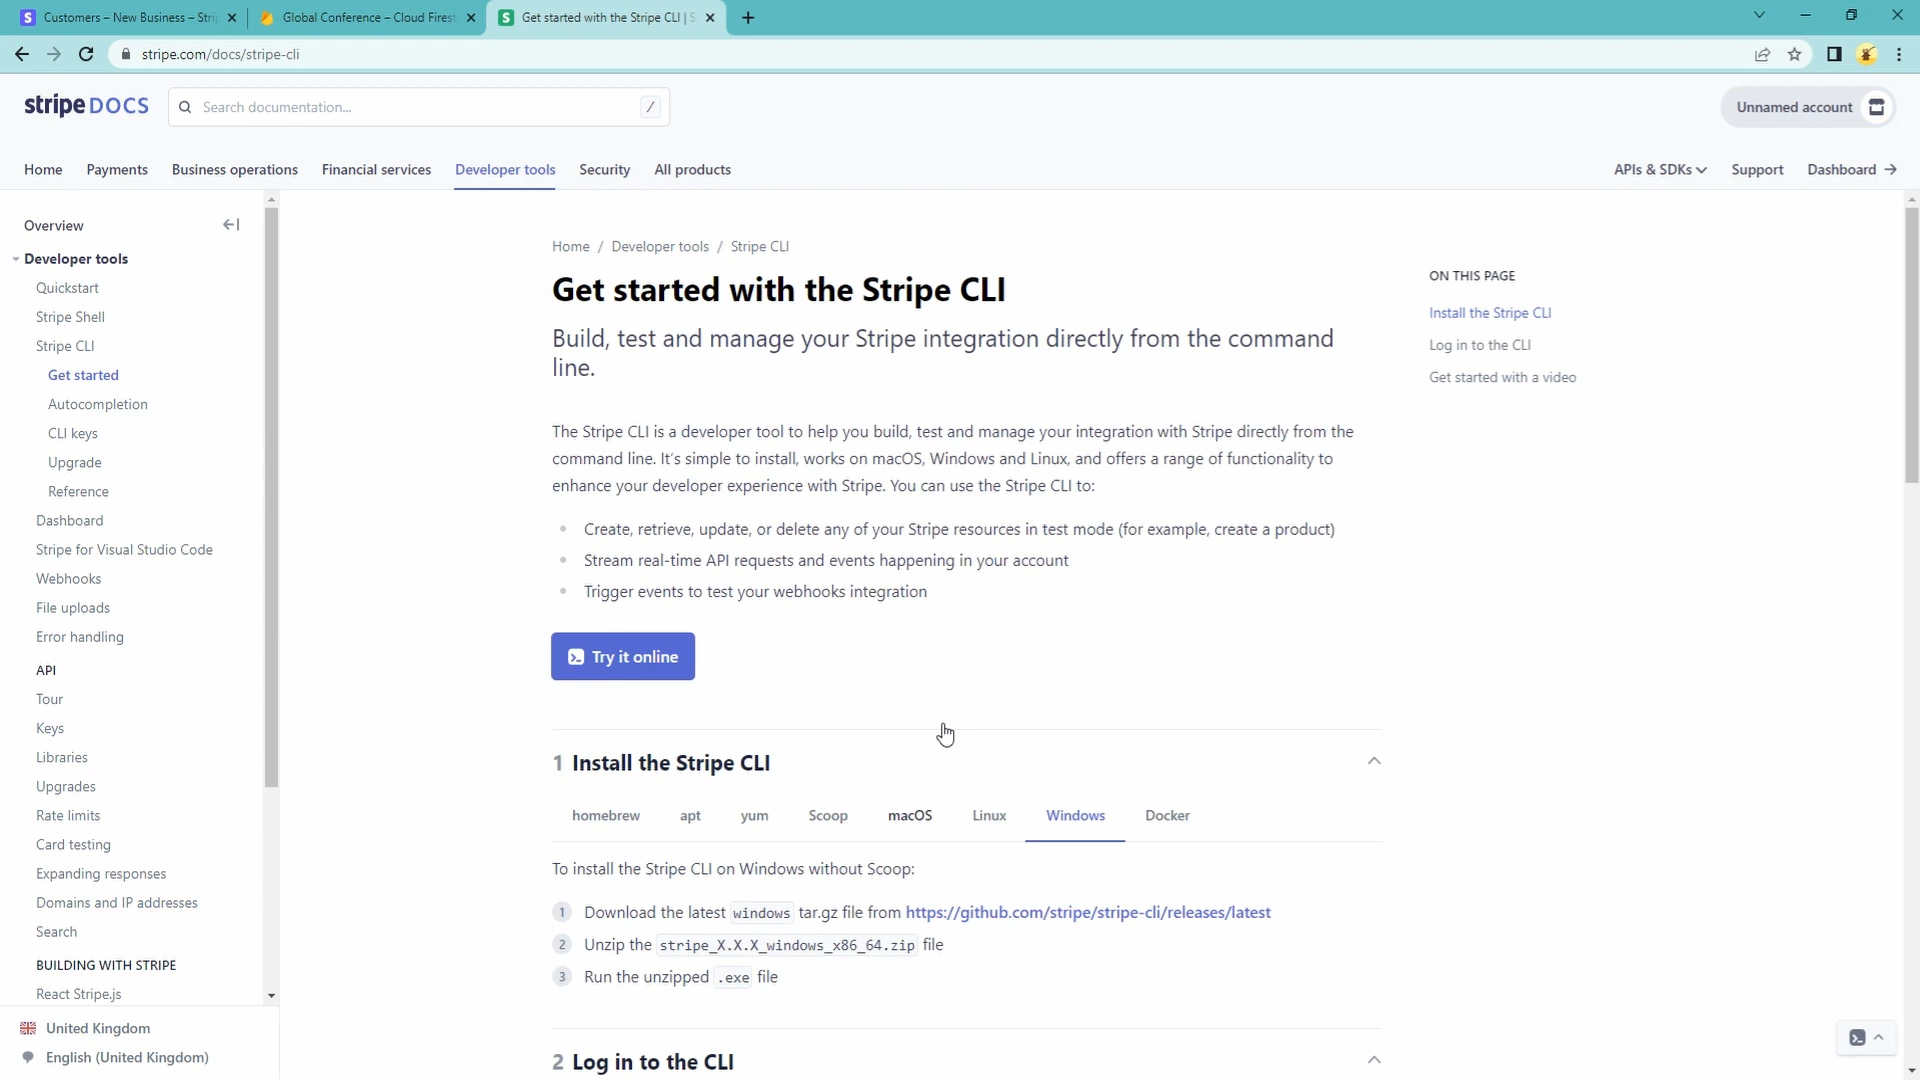 Customers – New Business – Stri
Global Conference – Cloud Firest
Get started with the Stripe CLI | S
stripe.com/docs/stripe-cli
stripe DOCS
Search documentation...
/
Unnamed account
Home
Payments
Business operations
Financial services
Developer tools
Security
All products
APIs & SDKs
Support
Dashboard
Overview
Developer tools
Quickstart
Stripe Shell
Stripe CLI
Get started
Autocompletion
CLI keys
Upgrade
Reference
Dashboard
Stripe for Visual Studio Code
Webhooks
File uploads
Error handling
API
Tour
Keys
Libraries
Upgrades
Rate limits
Card testing
Expanding responses
Domains and IP addresses
Search
BUILDING WITH STRIPE
React Stripe.js
United Kingdom
English (United Kingdom)
Home / Developer tools / Stripe CLI
Get started with the Stripe CLI
Build, test and manage your Stripe integration directly from the command
line.
The Stripe CLI is a developer tool to help you build, test and manage your integration with Stripe directly from the
command line. It's simple to install, works on macOS, Windows and Linux, and offers a range of functionality to
enhance your developer experience with Stripe. You can use the Stripe CLI to:
Create, retrieve, update, or delete any of your Stripe resources in test mode (for example, create a product)
Stream real-time API requests and events happening in your account
Trigger events to test your webhooks integration
Try it online
1 Install the Stripe CLI
homebrew
apt
yum
Scoop
macOS
Linux
Windows
Docker
To install the Stripe CLI on Windows without Scoop:
1 Download the latest windows tar.gz file from https://github.com/stripe/stripe-cli/releases/latest
2 Unzip the stripe_X.X.X_windows_x86_64.zip file
3 Run the unzipped .exe file
2 Log in to the CLI
ON THIS PAGE
Install the Stripe CLI
Log in to the CLI
Get started with a video